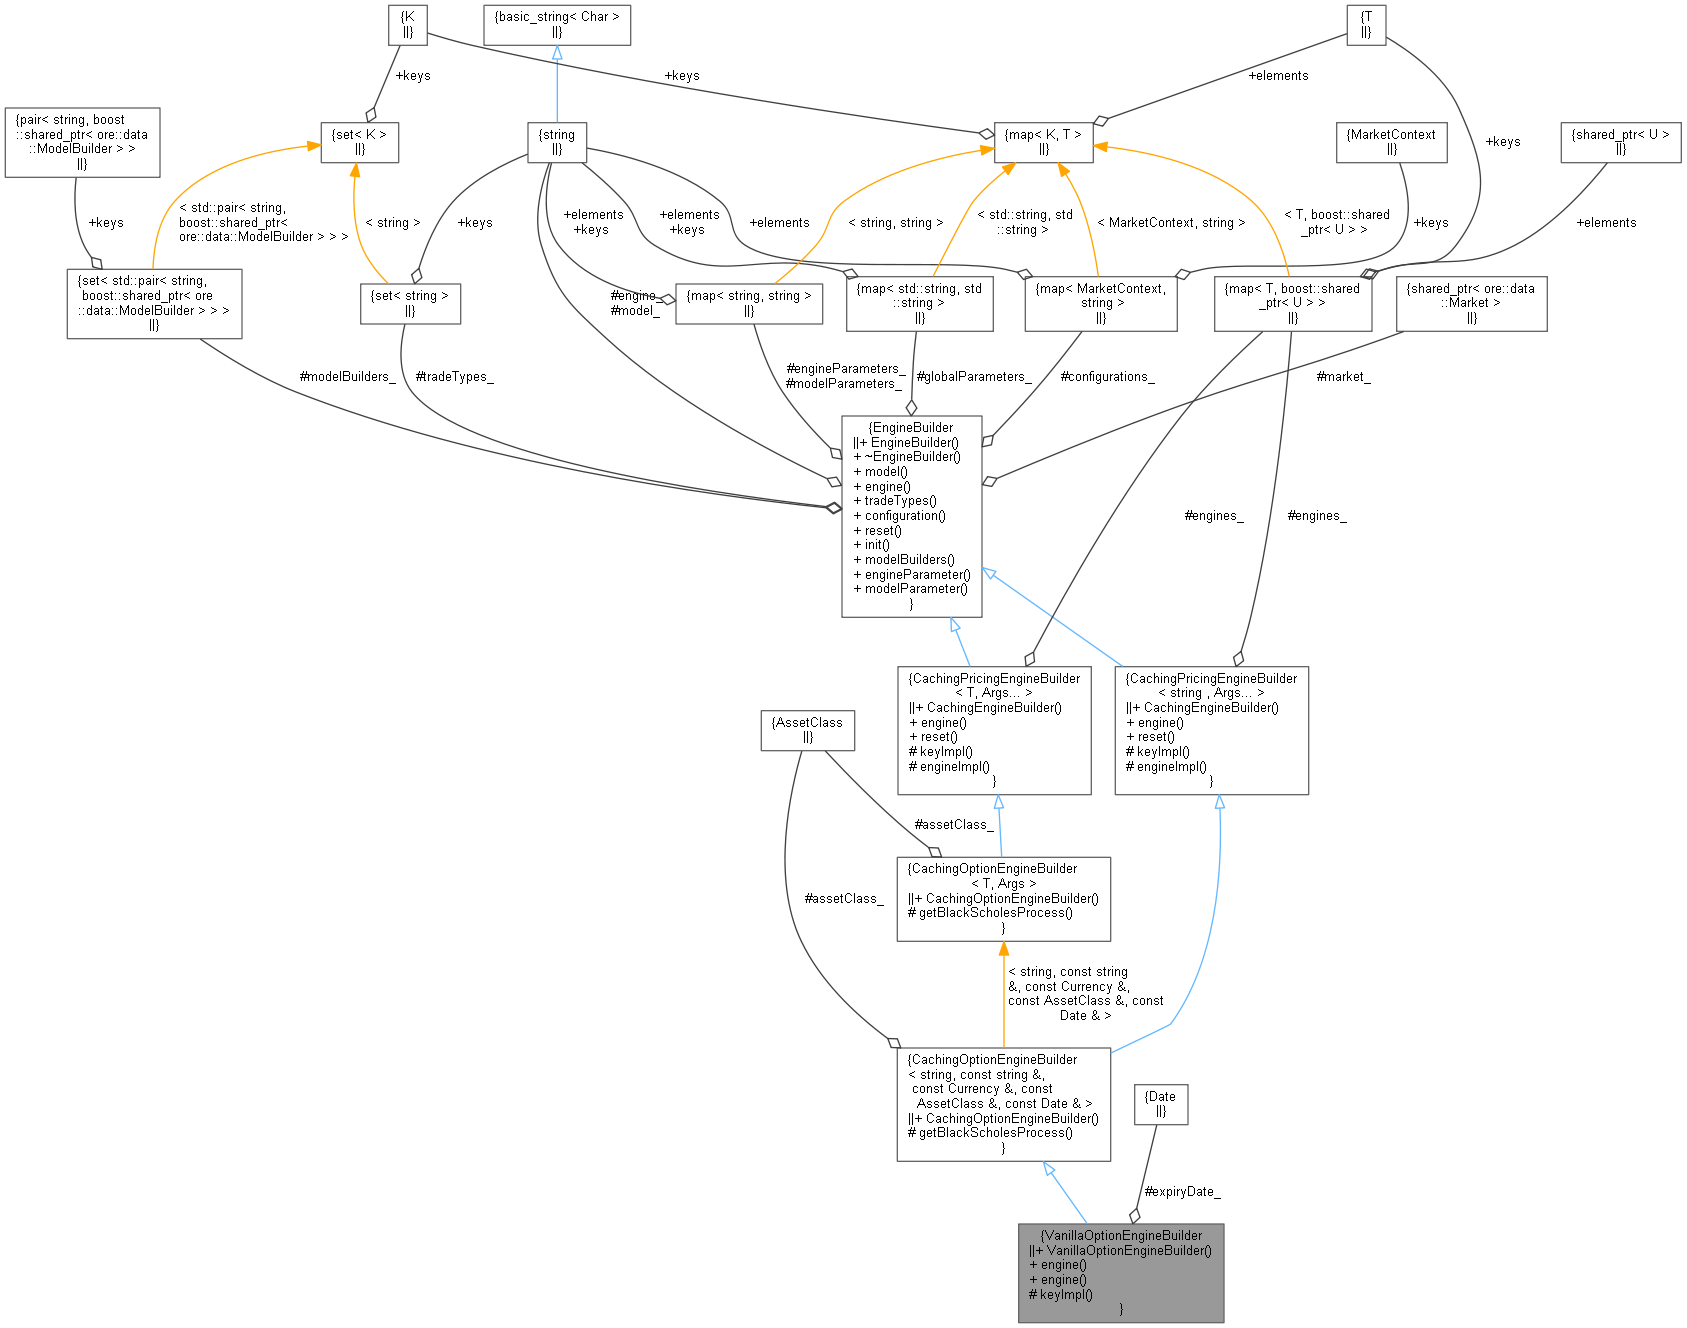 {K
||}
{basic_string< Char >
||}
{T
||}
+keys
+keys
+elements
{pair< string, boost
::shared_ptr< ore::data
::ModelBuilder > >
||}
{set< K >
||}
{string
||}
{map< K, T >
||}
{MarketContext
||}
{shared_ptr< U >
||}
+keys
+keys
< std::pair< string,
boost::shared_ptr<
ore::data::ModelBuilder > > >
< string >
+keys
+elements
+keys
+elements
+keys
+elements
< string, string >
< std::string, std
::string >
< MarketContext, string >
< T, boost::shared
_ptr< U > >
+keys
+elements
{set< std::pair< string,
boost::shared_ptr< ore
::data::ModelBuilder > > >
||}
{set< string >
||}
#engine_
#model_
{map< string, string >
||}
{map< std::string, std
::string >
||}
{map< MarketContext,
string >
||}
{map< T, boost::shared
_ptr< U > >
||}
{shared_ptr< ore::data
::Market >
||}
#modelBuilders_
#tradeTypes_
#engineParameters_
#modelParameters_
#globalParameters_
#configurations_
#market_
{EngineBuilder
||+ EngineBuilder()
+ ~EngineBuilder()
+ model()
+ engine()
+ tradeTypes()
+ configuration()
+ reset()
+ init()
+ modelBuilders()
+ engineParameter()
+ modelParameter()
}
#engines_
#engines_
{CachingPricingEngineBuilder
< T, Args... >
||+ CachingEngineBuilder()
+ engine()
+ reset()
# keyImpl()
# engineImpl()
}
{CachingPricingEngineBuilder
< string , Args... >
||+ CachingEngineBuilder()
+ engine()
+ reset()
# keyImpl()
# engineImpl()
}
{AssetClass
||}
#assetClass_
#assetClass_
{CachingOptionEngineBuilder
< T, Args >
||+ CachingOptionEngineBuilder()
# getBlackScholesProcess()
}
< string, const string
&, const Currency &,
const AssetClass &, const
Date & >
{CachingOptionEngineBuilder
< string, const string &,
const Currency &, const
AssetClass &, const Date & >
||+ CachingOptionEngineBuilder()
# getBlackScholesProcess()
}
{Date
||}
#expiryDate_
{VanillaOptionEngineBuilder
||+ VanillaOptionEngineBuilder()
+ engine()
+ engine()
# keyImpl()
}